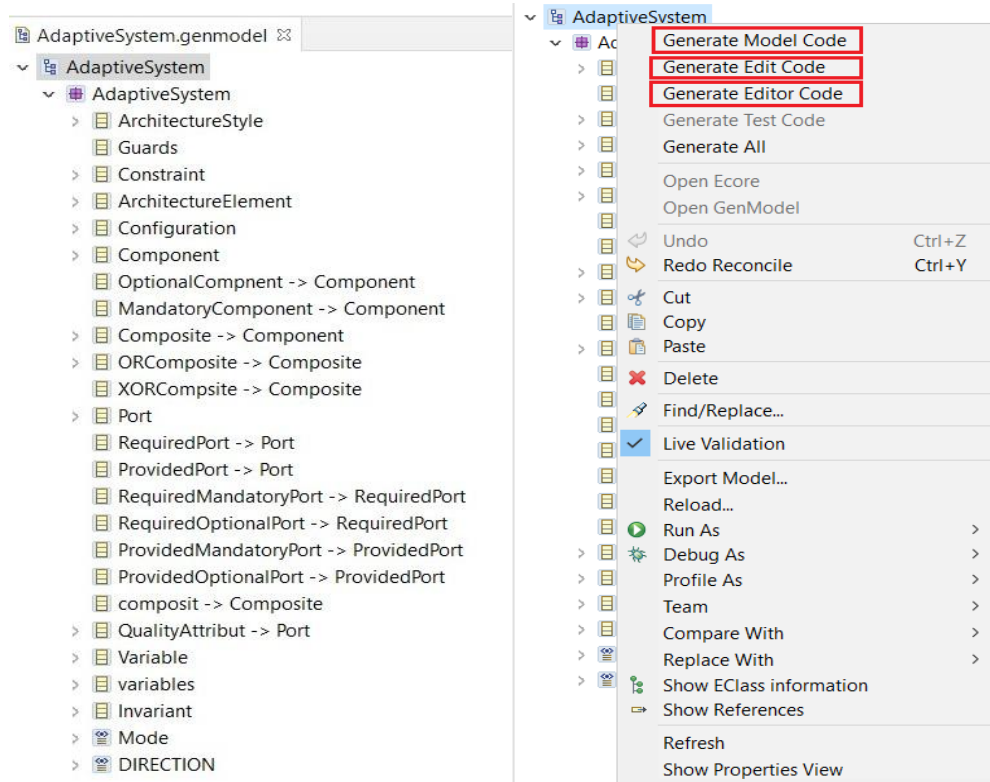 AdaptiveSystem.genmodel
AdaptiveSystem
AdaptiveSystem
ArchitectureStyle
Guards
Constraint
ArchitectureElement
Configuration
Component
OptionalCompnent -> Component
MandatoryComponent -> Component
Composite -> Component
ORComposite -> Composite
XORCompsite -> Composite
Port
RequiredPort -> Port
ProvidedPort -> Port
RequiredMandatoryPort -> RequiredPort
RequiredOptionalPort -> RequiredPort
ProvidedMandatoryPort -> ProvidedPort
ProvidedOptionalPort -> ProvidedPort
composit -> Composite
QualityAttribut -> Port
Variable
variables
Invariant
Mode
DIRECTION
AdaptiveSystem
Ac
Generate Model Code
Generate Edit Code
Generate Editor Code
Generate Test Code
Generate All
Open Ecore
Open GenModel
Undo Ctrl+Z
Redo Reconcile Ctrl+Y
Cut
Copy
Paste
Delete
Find/Replace...
Live Validation
Export Model...
Reload...
Run As
Debug As
Profile As
Team
Compare With
Replace With
Show EClass information
Show References
Refresh
Show Properties View